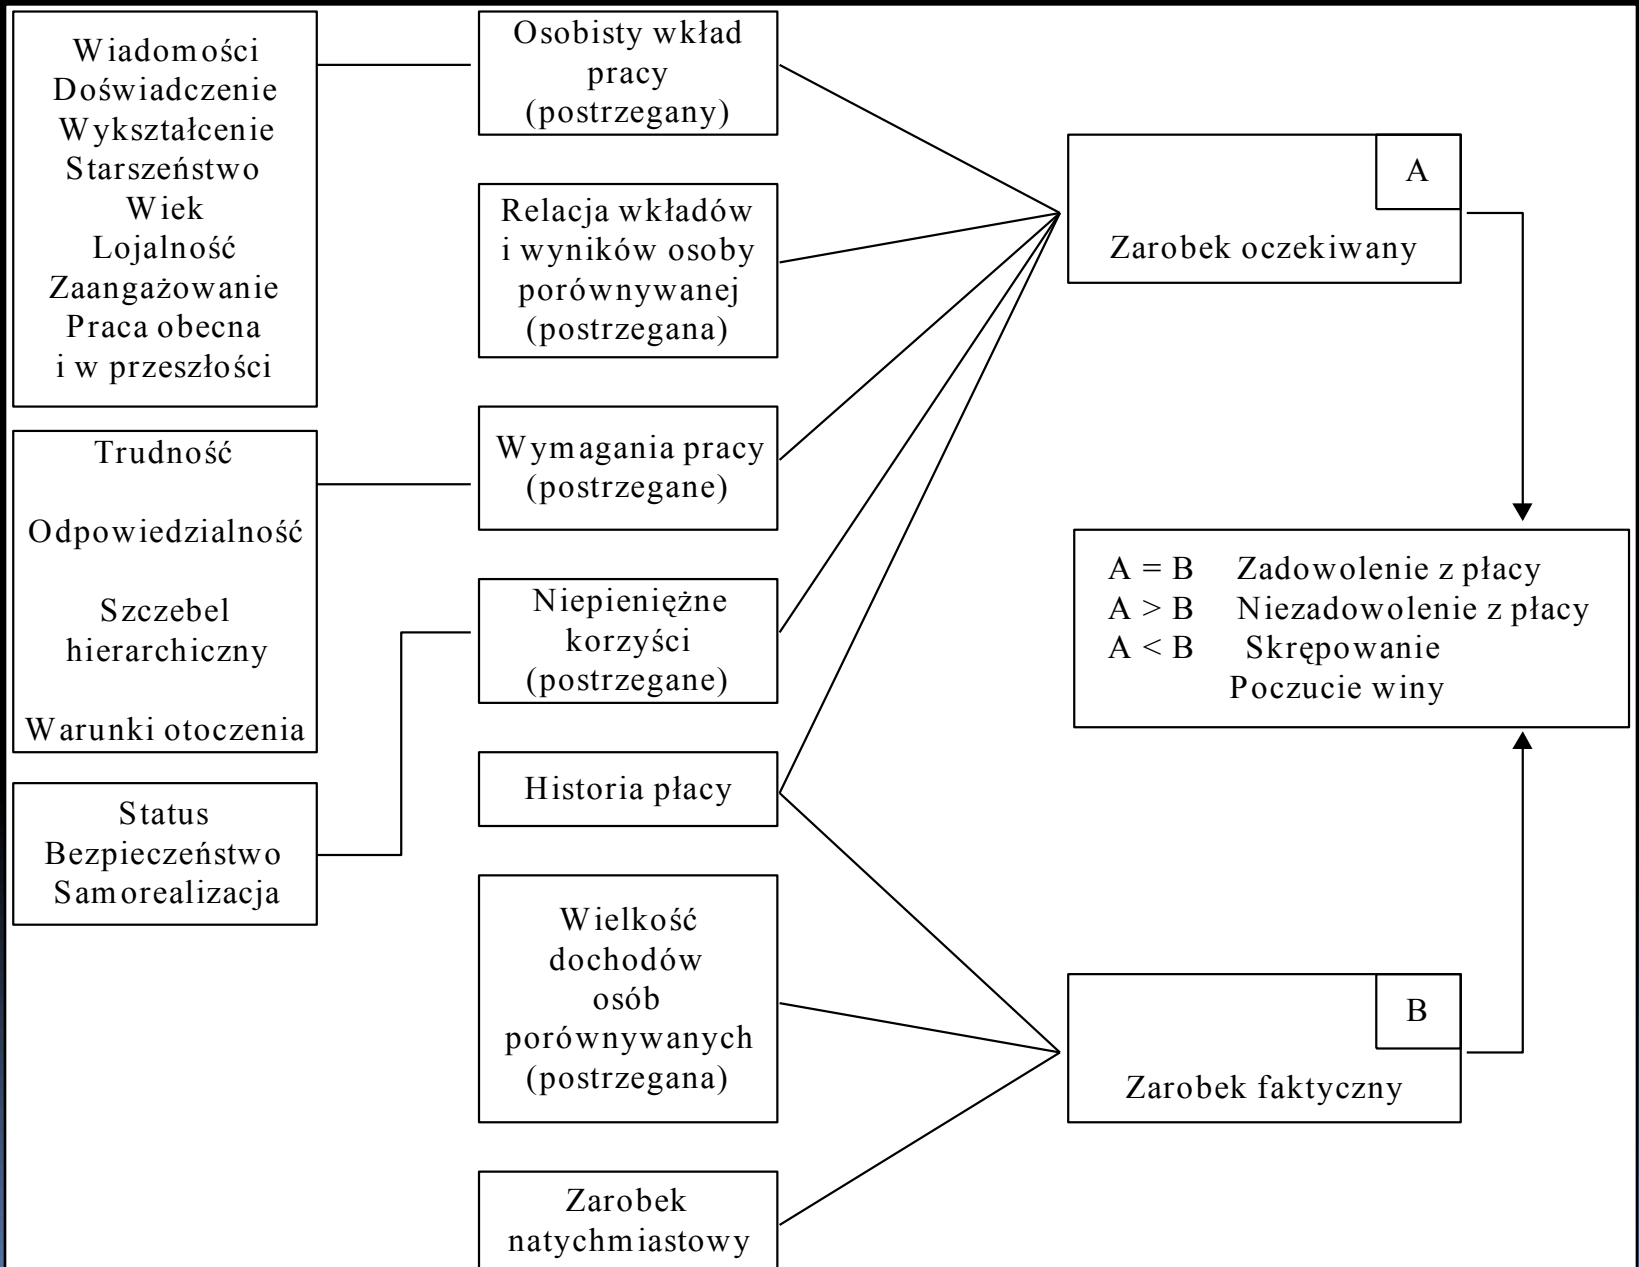 Wiadomości
Doświadczenie
Wykształcenie
Starszeństwo
Wiek
Lojalność
Zaangażowanie
Praca obecna
i w przeszłości
Trudność
Odpowiedzialność
Szczebel
hierarchiczny
Warunki otoczenia
Status
Bezpieczeństwo
Samorealizacja
Osobisty wkład
pracy
(postrzegany)
Relacja wkładów
i wyników osoby
porównywanej
(postrzegana)
Wymagania pracy
(postrzegane)
Niepieniężne
korzyści
(postrzegane)
Historia płacy
Wielkość
dochodów
osób
porównywanych
(postrzegana)
Zarobek
natychmiastowy
A
Zarobek oczekiwany
A = B Zadowolenie z płacy
A > B Niezadowolenie z płacy
A < B Skrępowanie
Poczucie winy
B
Zarobek faktyczny